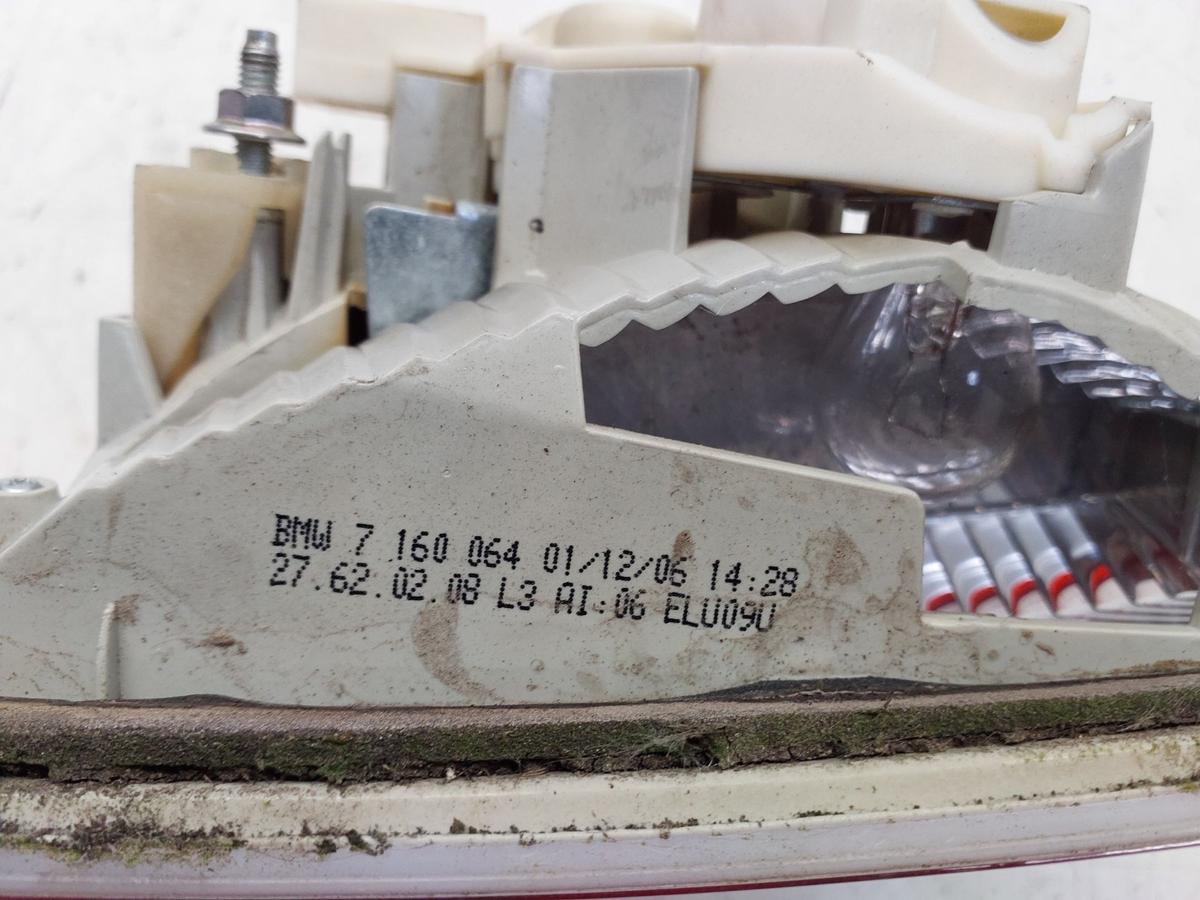 BMW 7 160 064 01/12/06 14:28
27.62.02.08 L3 AI:06 ELU09U